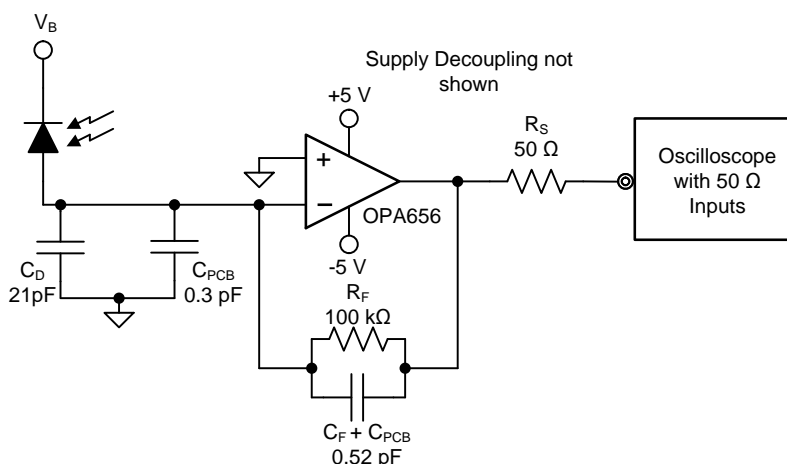 V_B
Supply Decoupling not
shown
+5 V
R_S
50 Ω
Oscilloscope
with 50 Ω
Inputs
+
−
OPA656
-5 V
C_D
21pF
C_PCB
0.3 pF
R_F
100 kΩ
C_F + C_PCB
0.52 pF